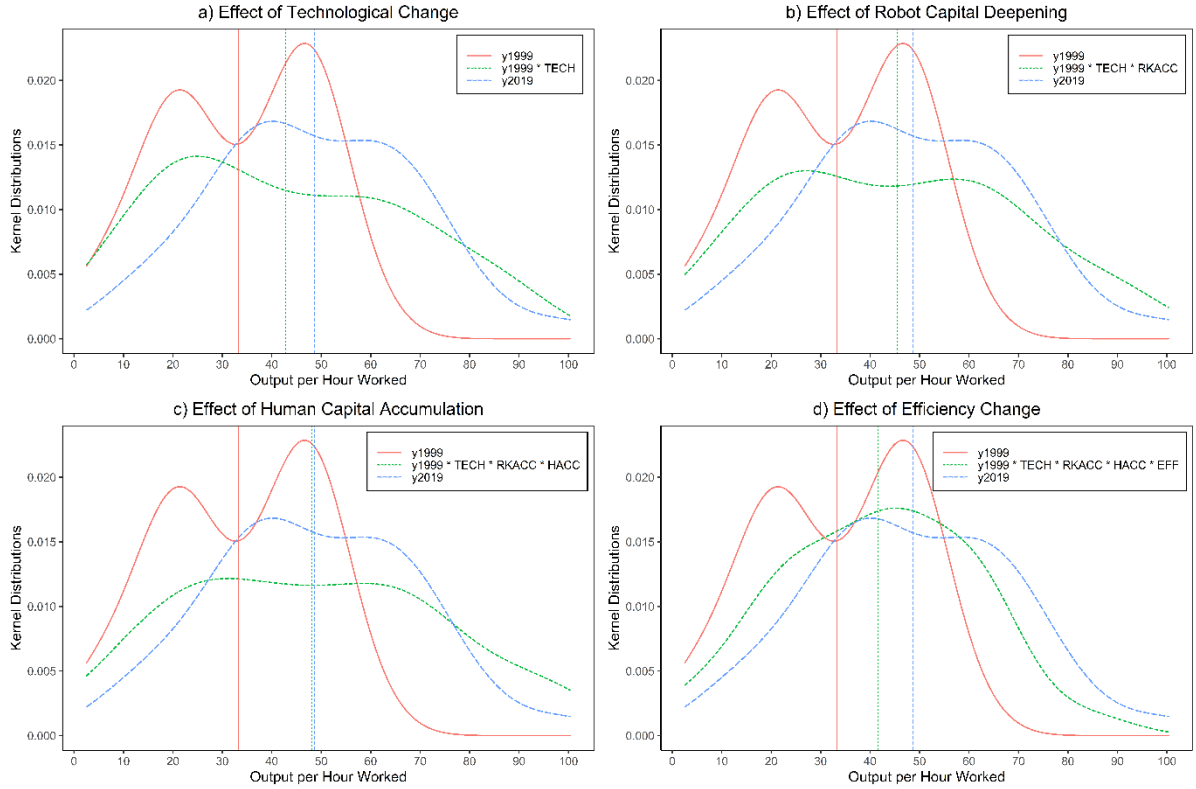 a) Effect of Technological Change
y1999
y1999 * TECH
y2019
Kernel Distributions
0.020
0.015
0.010
0.005
0.000
0 10 20 30 40 50 60 70 80 90 100
Output per Hour Worked
b) Effect of Robot Capital Deepening
y1999
y1999 * TECH * RKACC
y2019
Kernel Distributions
0.020
0.015
0.010
0.005
0.000
0 10 20 30 40 50 60 70 80 90 100
Output per Hour Worked
c) Effect of Human Capital Accumulation
y1999
y1999 * TECH * RKACC * HACC
y2019
Kernel Distributions
0.020
0.015
0.010
0.005
0.000
0 10 20 30 40 50 60 70 80 90 100
Output per Hour Worked
d) Effect of Efficiency Change
y1999
y1999 * TECH * RKACC * HACC * EFF
y2019
Kernel Distributions
0.020
0.015
0.010
0.005
0.000
0 10 20 30 40 50 60 70 80 90 100
Output per Hour Worked